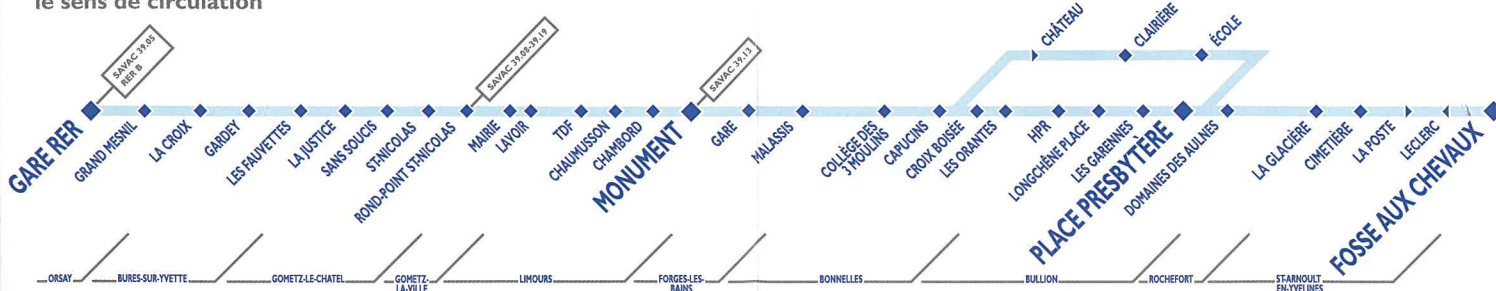 le sens de circulation
SAVAC 39.05
RER B
SAVAC 39.08-39.19
SAVAC 39.13
CHÂTEAU
CLAIRIÈRE
ÉCOLE
GARE RER
GRAND MESNIL
LA CROIX
GARDEY
LES FAUVETTES
LA JUSTICE
SANS SOUCIS
ST-NICOLAS
ROND-POINT ST-NICOLAS
MAIRIE
LAVOIR
TDF
CHAUMUSSON
CHAMBORD
MONUMENT
GARE
MALASSIS
COLLÈGE DES
3 MOULINS
CAPUCINS
CROIX BOISÉE
LES ORANTES
HPR
LONGCHÊNE PLACE
LES GARENNES
PLACE PRESBYTÈRE
DOMAINES DES AULNES
LA GLACIÈRE
CIMETIÈRE
LA POSTE
LECLERC
FOSSE AUX CHEVAUX
ORSAY
BURES-SUR-YVETTE
GOMETZ-LE-CHATEL
GOMETZ-
LA-VILLE
LIMOURS
FORGES-LES-
BAINS
BONNELLES
BULLION
ROCHEFORT
ST-ARNOULT
EN-YVELINES